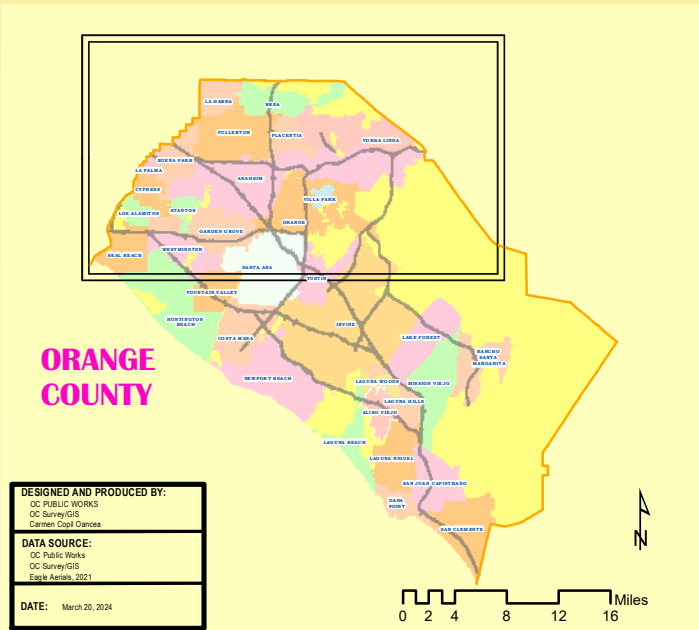 LA HABRA
BREA
FULLERTON
PLACENTIA
YORBA LINDA
BUENA PARK
LA PALMA
ANAHEIM
CYPRESS
VILLA PARK
LOS ALAMITOS
STANTON
ORANGE
GARDEN GROVE
WESTMINSTER
SEAL BEACH
SANTA ANA
TUSTIN
FOUNTAIN VALLEY
HUNTINGTON
BEACH
IRVINE
COSTA MESA
LAKE FOREST
RANCHO
SANTA
MARGARITA
ORANGE
COUNTY
NEWPORT BEACH
LAGUNA WOODS
MISSION VIEJO
LAGUNA HILLS
ALISO VIEJO
LAGUNA BEACH
LAGUNA NIGUEL
SAN JUAN CAPISTRANO
DANA
POINT
SAN CLEMENTE
DESIGNED AND PRODUCED BY:
OC PUBLIC WORKS
OC Survey/GIS
Carmen Copil Oancea
DATA SOURCE:
OC Public Works
OC Survey/GIS
Eagle Aerials, 2021
DATE: March 20, 2024
N
Miles
0 2 4 8 12 16